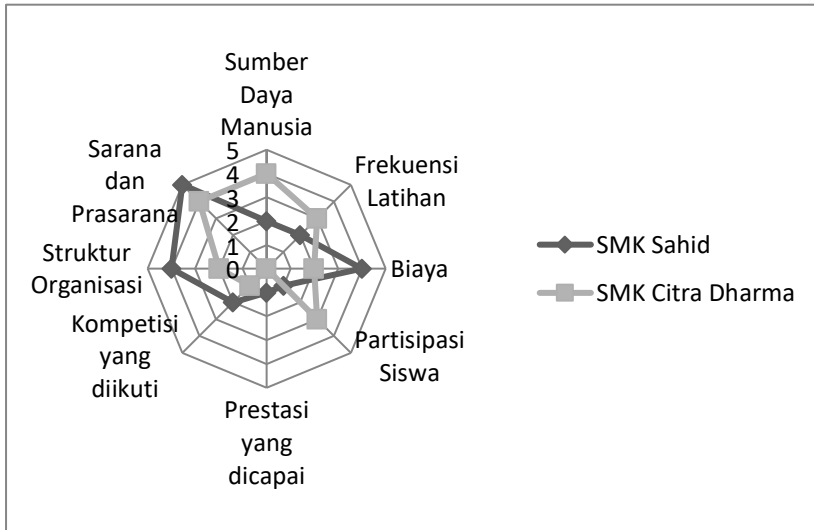 Sumber
Daya
Manusia
Frekuensi
Latihan
Biaya
Partisipasi
Siswa
Prestasi
yang
dicapai
Kompetisi
yang
diikuti
Struktur
Organisasi
Sarana
dan
Prasarana
5
4
3
2
1
0
SMK Sahid
SMK Citra Dharma